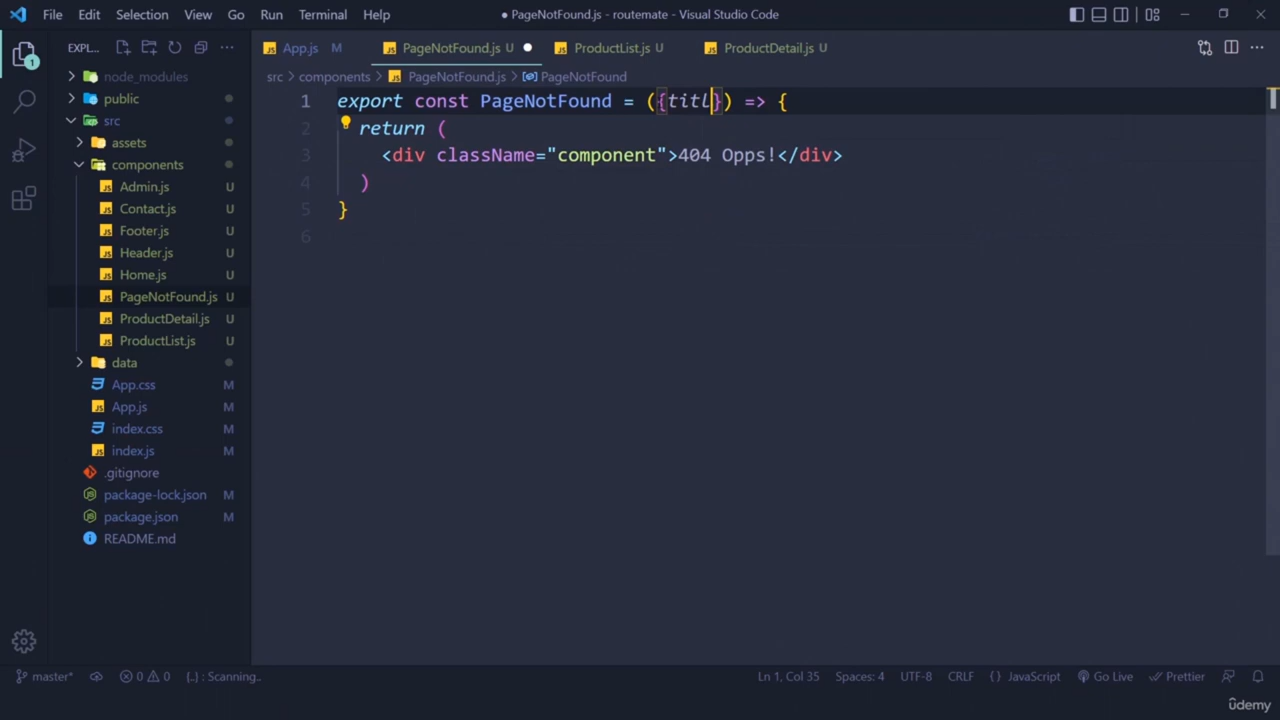 File Edit Selection View Go Run Terminal Help
● PageNotFound.js - routemate - Visual Studio Code
EXPL...
App.js M
PageNotFound.js U
ProductList.js U
ProductDetail.js U
src > components > PageNotFound.js > PageNotFound
node_modules
public
src
assets
components
Admin.js U
Contact.js U
Footer.js U
Header.js U
Home.js U
PageNotFound.js U
ProductDetail.js U
ProductList.js U
data
App.css M
App.js M
index.css M
index.js M
.gitignore
package-lock.json M
package.json M
README.md
1 export const PageNotFound = ({titl}) => {
2 return (
3 <div className="component">404 Opps!</div>
4 )
5 }
6
master* 0 0 {..} : Scanning..
Ln 1, Col 35 Spaces: 4 UTF-8 CRLF {} JavaScript Go Live Prettier
1
ûdemy